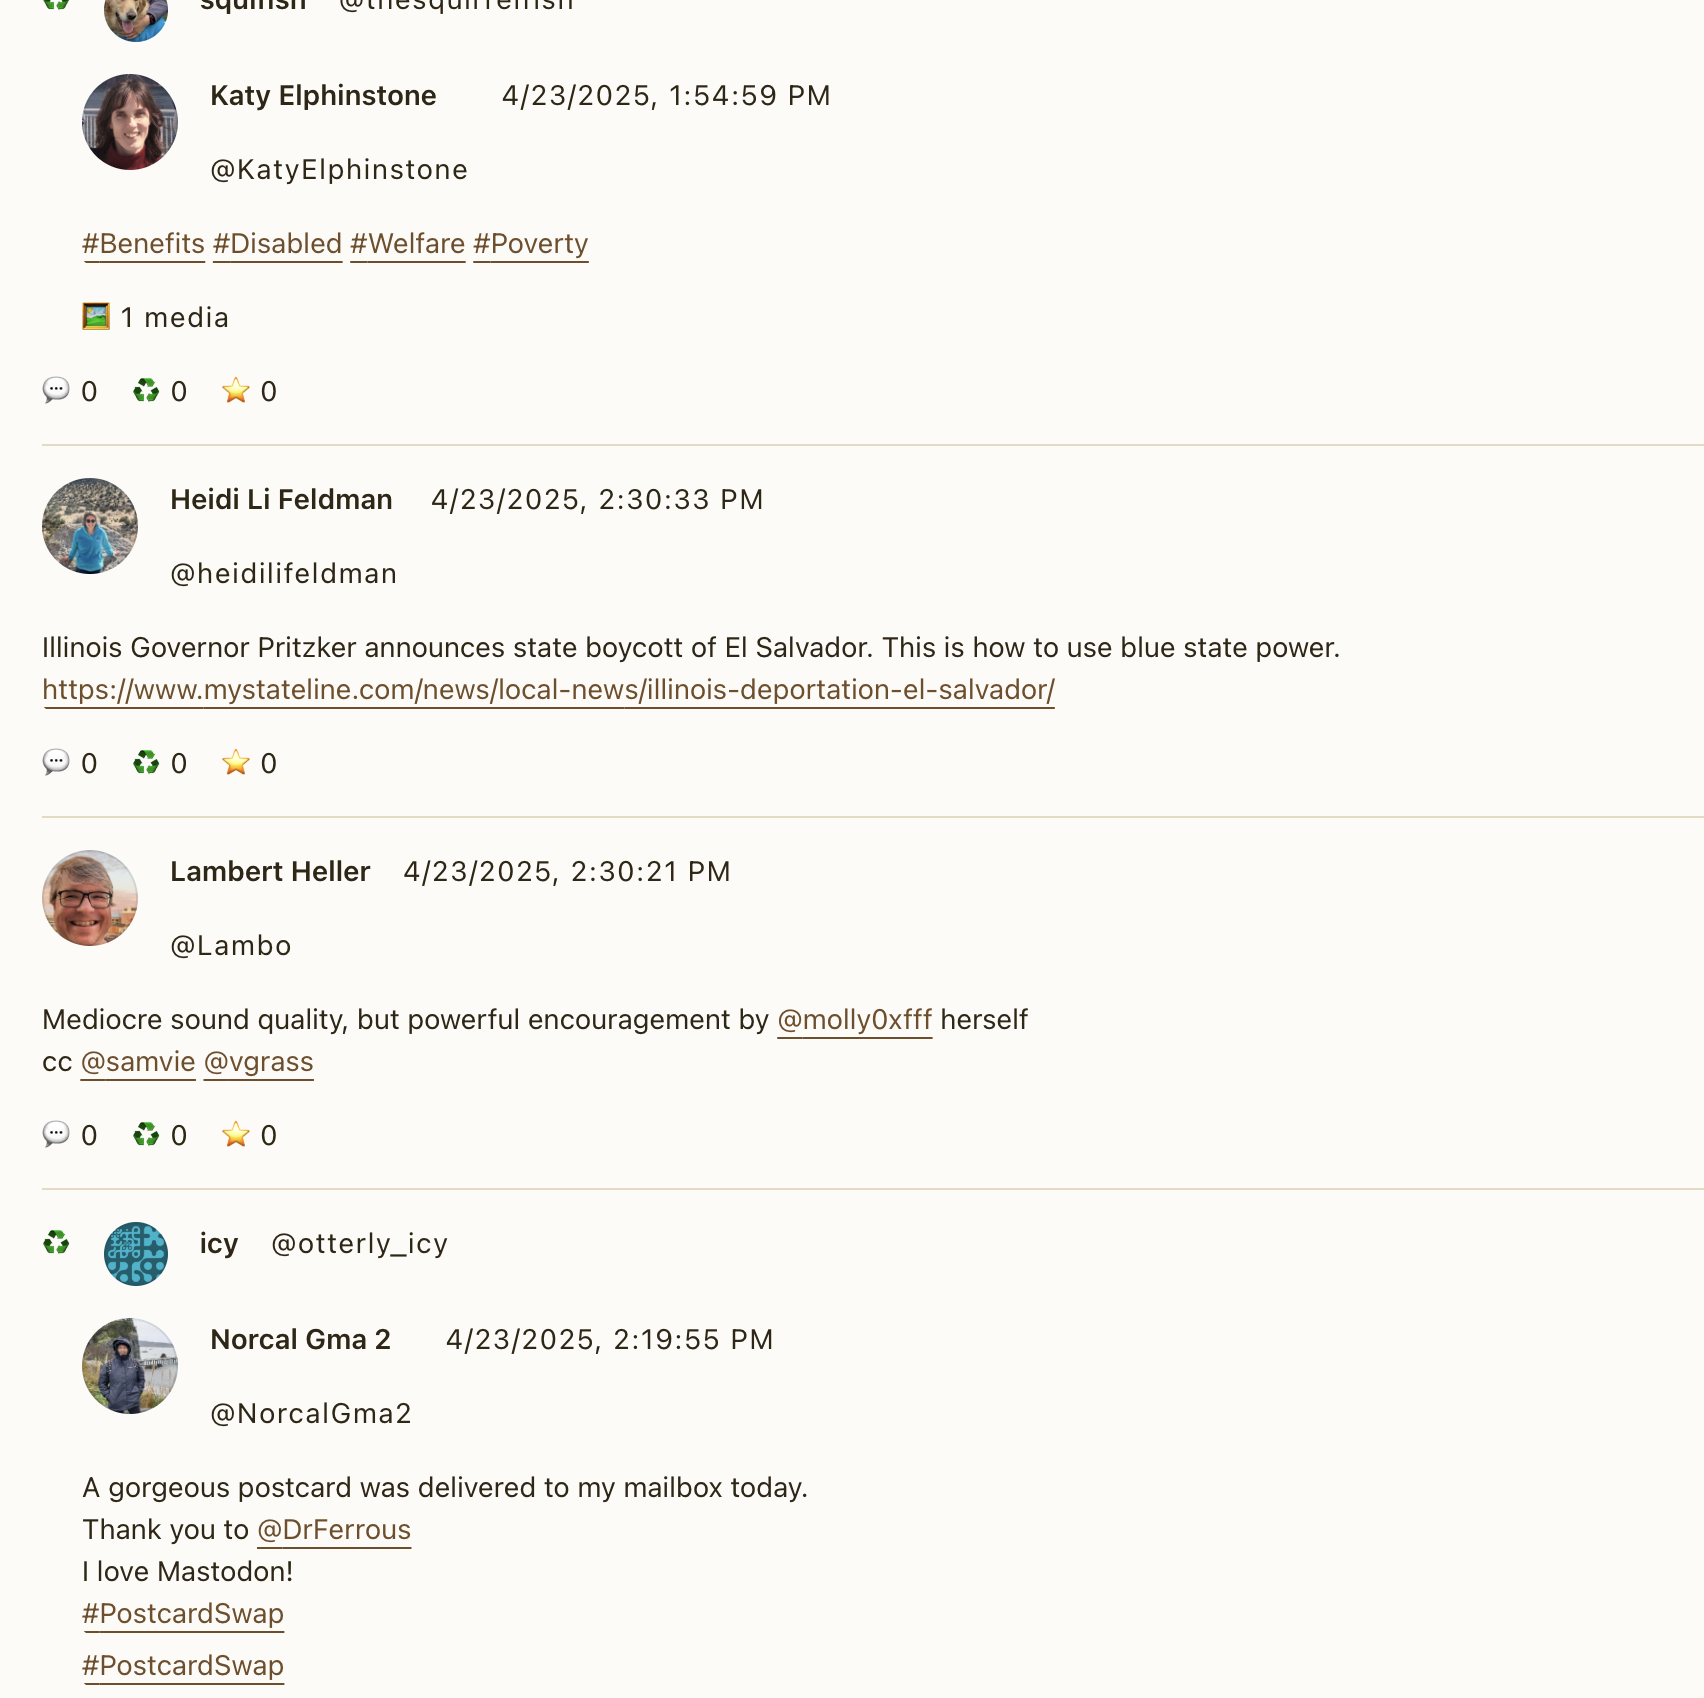 squirfish @thesquirrelfish
Katy Elphinstone 4/23/2025, 1:54:59 PM
@KatyElphinstone
#Benefits #Disabled #Welfare #Poverty
1 media
0 0 0
Heidi Li Feldman 4/23/2025, 2:30:33 PM
@heidilifeldman
Illinois Governor Pritzker announces state boycott of El Salvador. This is how to use blue state power.
https://www.mystateline.com/news/local-news/illinois-deportation-el-salvador/
0 0 0
Lambert Heller 4/23/2025, 2:30:21 PM
@Lambo
Mediocre sound quality, but powerful encouragement by @molly0xfff herself
cc @samvie @vgrass
0 0 0
icy @otterly_icy
Norcal Gma 2 4/23/2025, 2:19:55 PM
@NorcalGma2
A gorgeous postcard was delivered to my mailbox today.
Thank you to @DrFerrous
I love Mastodon!
#PostcardSwap
#PostcardSwap